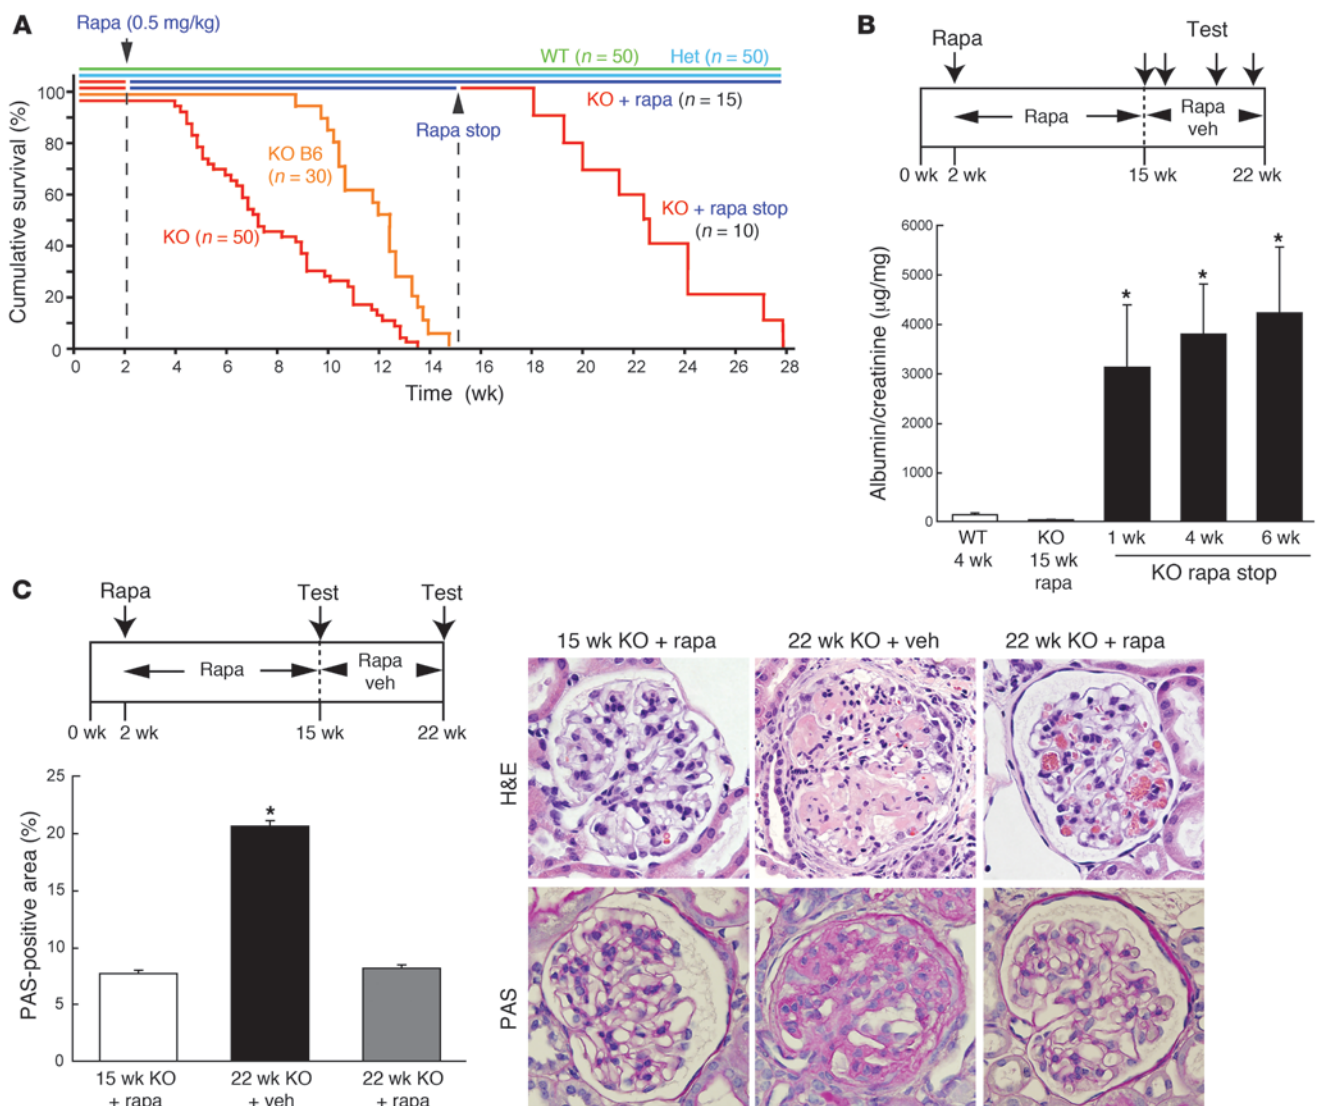 A
Rapa (0.5 mg/kg)
WT (n = 50)
Het (n = 50)
KO + rapa (n = 15)
Rapa stop
KO B6
(n = 30)
KO (n = 50)
KO + rapa stop
(n = 10)
Cumulative survival (%)
100
80
60
40
20
0
0 2 4 6 8 10 12 14 16 18 20 22 24 26 28
Time (wk)
B
Rapa
Test
Rapa
Rapa
veh
0 wk 2 wk 15 wk 22 wk
Albumin/creatinine (μg/mg)
6000
5000
4000
3000
2000
1000
0
* * *
WT
4 wk
KO
15 wk
rapa
1 wk 4 wk 6 wk
KO rapa stop
C
Rapa Test Test
Rapa
Rapa
veh
0 wk 2 wk 15 wk 22 wk
PAS-positive area (%)
25
20
15
10
5
0
*
15 wk KO
+ rapa
22 wk KO
+ veh
22 wk KO
+ rapa
15 wk KO + rapa 22 wk KO + veh 22 wk KO + rapa
H&E
PAS